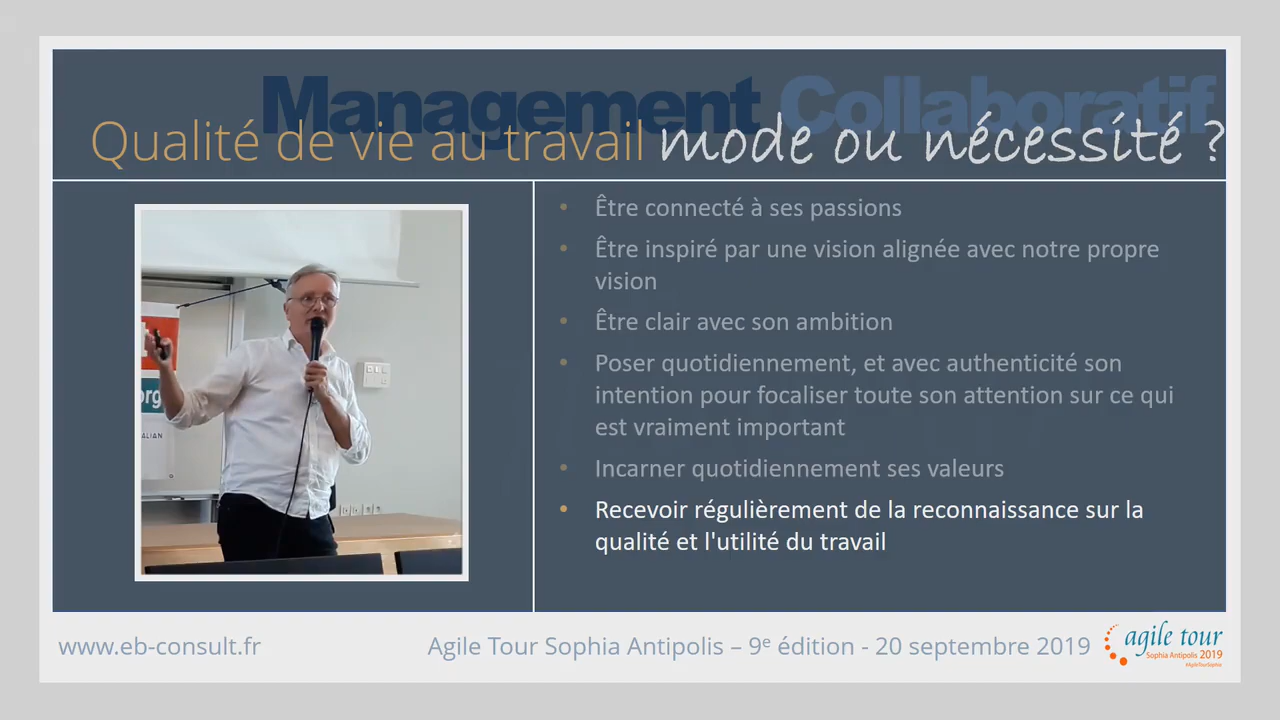 Management Collaboratif
Qualité de vie au travail mode ou nécessité ?
org
ALIAN
• Être connecté à ses passions
• Être inspiré par une vision alignée avec notre propre
vision
• Être clair avec son ambition
• Poser quotidiennement, et avec authenticité son
intention pour focaliser toute son attention sur ce qui
est vraiment important
• Incarner quotidiennement ses valeurs
• Recevoir régulièrement de la reconnaissance sur la
qualité et l'utilité du travail
www.eb-consult.fr
Agile Tour Sophia Antipolis – 9e édition - 20 septembre 2019
agile tour
Sophia Antipolis 2019
#AgileTourSophia